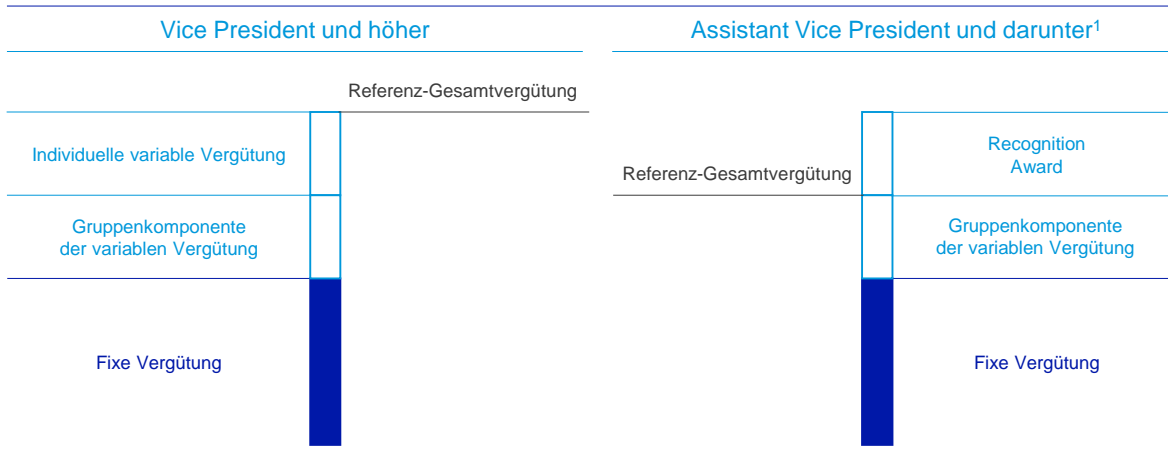 Vice President und höher
Referenz-Gesamtvergütung
Individuelle variable Vergütung
Gruppenkomponente
der variablen Vergütung
Fixe Vergütung
Assistant Vice President und darunter¹
Recognition
Award
Referenz-Gesamtvergütung
Gruppenkomponente
der variablen Vergütung
Fixe Vergütung